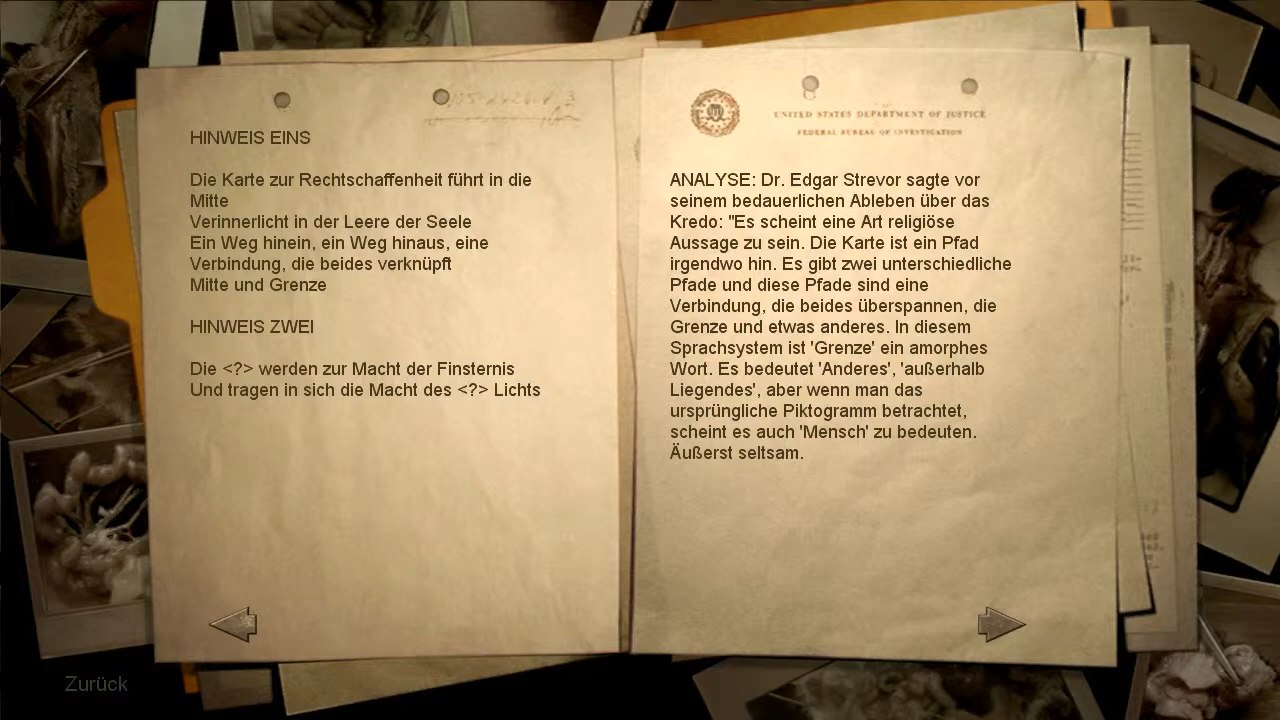 HINWEIS EINS
Die Karte zur Rechtschaffenheit führt in die
Mitte
Verinnerlicht in der Leere der Seele
Ein Weg hinein, ein Weg hinaus, eine
Verbindung, die beides verknüpft
Mitte und Grenze
HINWEIS ZWEI
Die <?> werden zur Macht der Finsternis
Und tragen in sich die Macht des <?> Lichts
UNITED STATES DEPARTMENT OF JUSTICE
FEDERAL BUREAU OF INVESTIGATION
ANALYSE: Dr. Edgar Strevor sagte vor
seinem bedauerlichen Ableben über das
Kredo: "Es scheint eine Art religiöse
Aussage zu sein. Die Karte ist ein Pfad
irgendwo hin. Es gibt zwei unterschiedliche
Pfade und diese Pfade sind eine
Verbindung, die beides überspannen, die
Grenze und etwas anderes. In diesem
Sprachsystem ist 'Grenze' ein amorphes
Wort. Es bedeutet 'Anderes', 'außerhalb
Liegendes', aber wenn man das
ursprüngliche Piktogramm betrachtet,
scheint es auch 'Mensch' zu bedeuten.
Äußerst seltsam.
Zurück